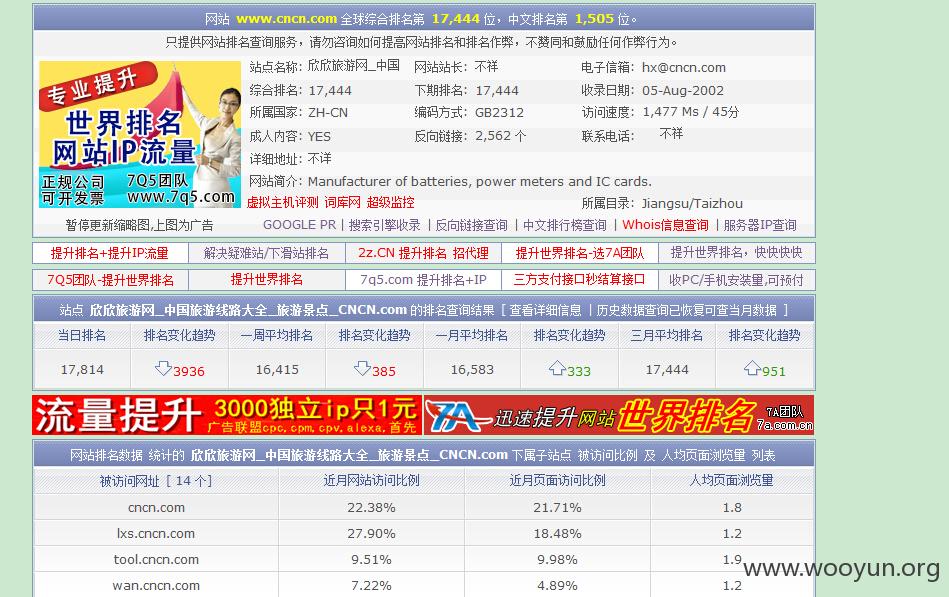 网站 www.cncn.com 全球综合排名第 17,444 位，中文排名第 1,505 位。
只提供网站排名查询服务，请勿咨询如何提高网站排名和排名作弊，不赞同和鼓励任何作弊行为。
专业提升
世界排名
网站IP流量
正规公司 7Q5团队
可开发票 www.7q5.com
站点名称: 欣欣旅游网_中国 网站站长: 不祥 电子信箱: hx@cncn.com
综合排名: 17,444 下期排名: 17,444 收录日期: 05-Aug-2002
所属国家: ZH-CN 编码方式: GB2312 访问速度: 1,477 Ms / 45分
成人内容: YES 反向链接: 2,562 个 联系电话: 不祥
详细地址: 不详
网站简介: Manufacturer of batteries, power meters and IC cards.
虚拟主机评测 词库网 超级监控 所属目录: Jiangsu/Taizhou
暂停更新缩略图,上图为广告 GOOGLE PR | 搜索引擎收录 | 反向链接查询 | 中文排行榜查询 | Whois信息查询 | 服务器IP查询
提升排名+提升IP流量 解决疑难站/下滑站排名 2z.CN 提升排名 招代理 提升世界排名-选7A团队 提升世界排名，快快快快
7Q5团队-提升世界排名 提升世界排名 7q5.com 提升排名+IP 三方支付接口秒结算接口 收PC/手机安装量,可预付
站点 欣欣旅游网_中国旅游线路大全_旅游景点_CNCN.com 的排名查询结果 [ 查看详细信息 | 历史数据查询已恢复可查当月数据 ]
当日排名 排名变化趋势 一周平均排名 排名变化趋势 一月平均排名 排名变化趋势 三月平均排名 排名变化趋势
17,814 3936 16,415 385 16,583 333 17,444 951
流量提升 3000独立ip只1元
广告联盟cpc,cpm,cpv,alexa,首先
7A 迅速提升网站世界排名 7A团队
7a.com.cn
网站排名数据 统计的 欣欣旅游网_中国旅游线路大全_旅游景点_CNCN.com 下属子站点 被访问比例 及 人均页面浏览量 列表
被访问网址 [ 14 个] 近月网站访问比例 近月页面访问比例 人均页面浏览量
cncn.com 22.38% 21.71% 1.8
lxs.cncn.com 27.90% 18.48% 1.2
tool.cncn.com 9.51% 9.98% 1.9
wan.cncn.com 7.22% 4.89% 1.2
www.wooyun.org